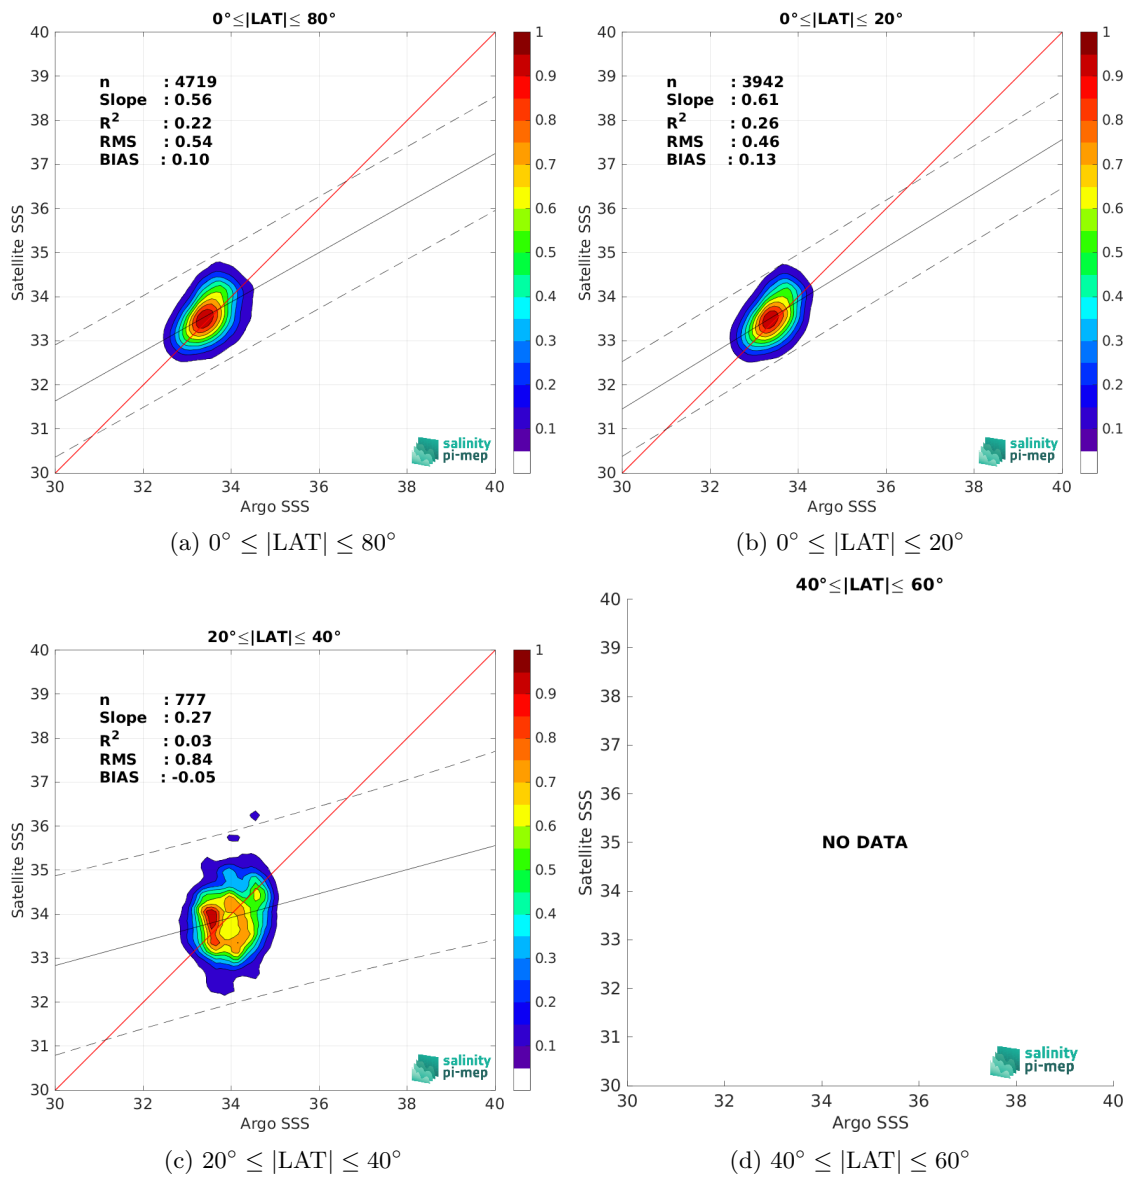 0°≤|LAT|≤ 80°
40
39
38
37
36
35
34
33
32
31
30
30
32
34
36
38
40
Satellite SSS
Argo SSS
n : 4719
Slope : 0.56
R² : 0.22
RMS : 0.54
BIAS : 0.10
1
0.9
0.8
0.7
0.6
0.5
0.4
0.3
0.2
0.1
salinity
pi-mep
(a) 0° ≤ |LAT| ≤ 80°
0°≤|LAT|≤ 20°
40
39
38
37
36
35
34
33
32
31
30
30
32
34
36
38
40
Satellite SSS
Argo SSS
n : 3942
Slope : 0.61
R² : 0.26
RMS : 0.46
BIAS : 0.13
1
0.9
0.8
0.7
0.6
0.5
0.4
0.3
0.2
0.1
salinity
pi-mep
(b) 0° ≤ |LAT| ≤ 20°
20°≤|LAT|≤ 40°
40
39
38
37
36
35
34
33
32
31
30
30
32
34
36
38
40
Satellite SSS
Argo SSS
n : 777
Slope : 0.27
R² : 0.03
RMS : 0.84
BIAS : -0.05
1
0.9
0.8
0.7
0.6
0.5
0.4
0.3
0.2
0.1
salinity
pi-mep
(c) 20° ≤ |LAT| ≤ 40°
40°≤|LAT|≤ 60°
40
39
38
37
36
35
34
33
32
31
30
30
32
34
36
38
40
Satellite SSS
Argo SSS
NO DATA
salinity
pi-mep
(d) 40° ≤ |LAT| ≤ 60°